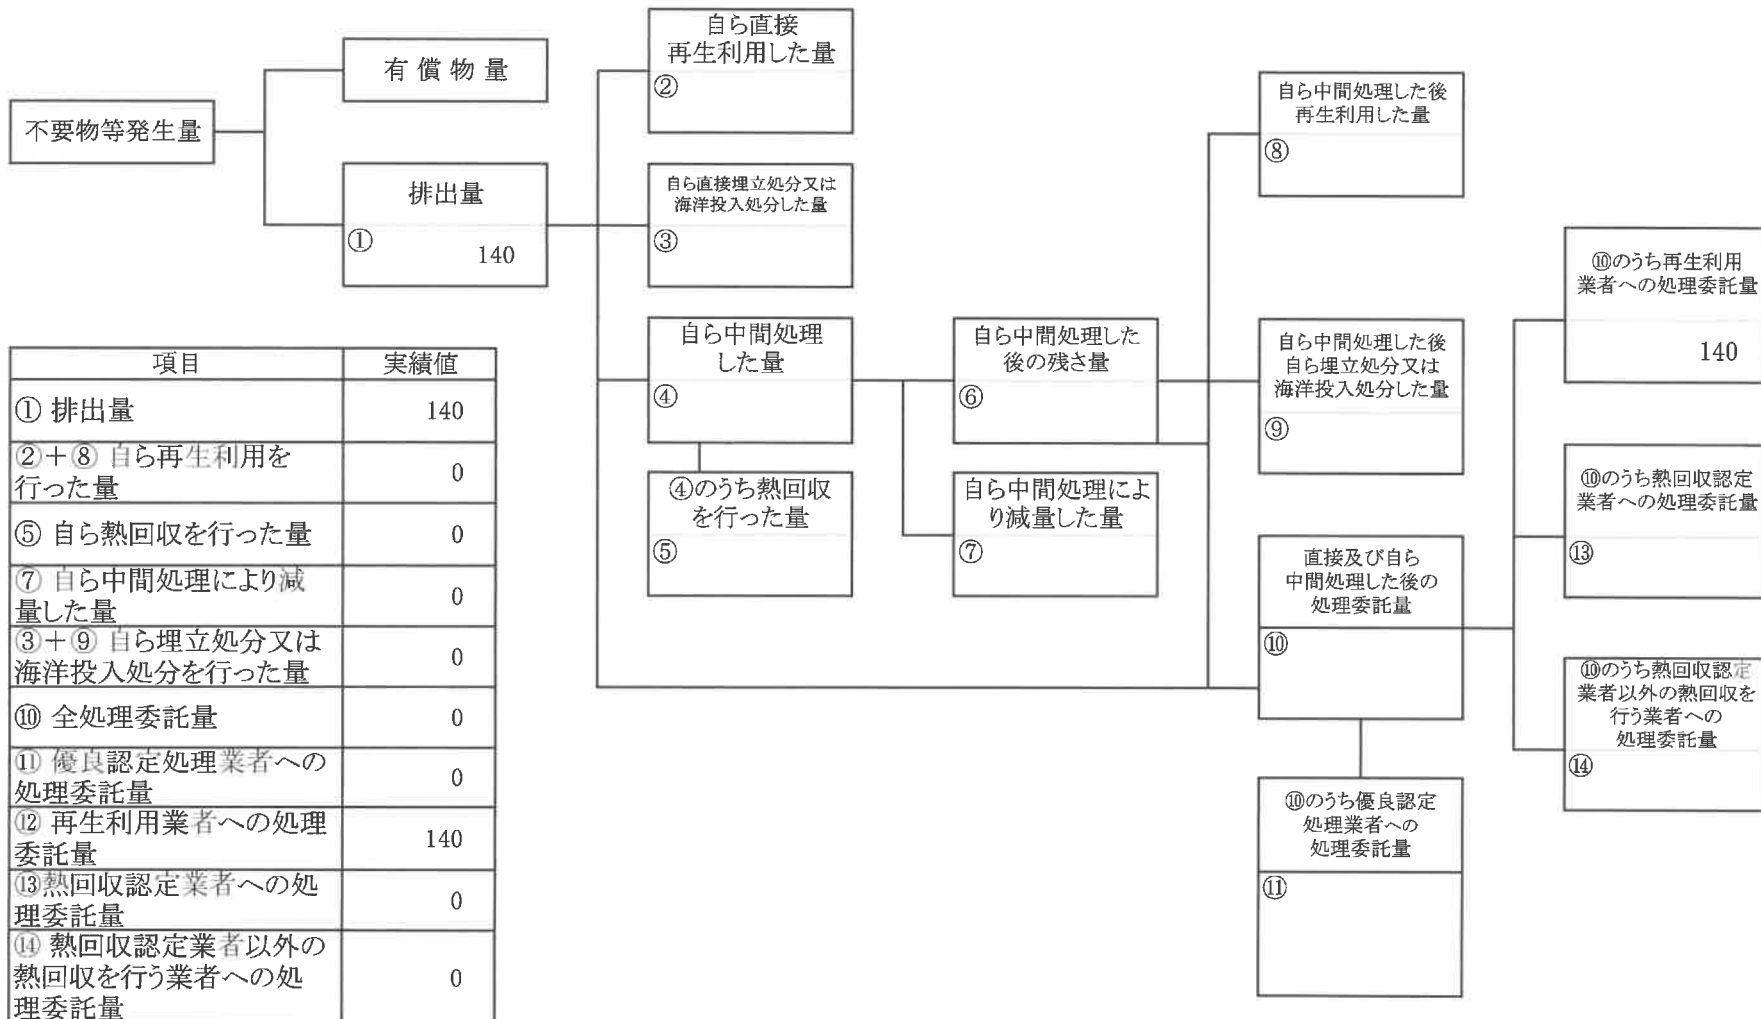 不要物等発生量
有償物量
排出量
①
140
自ら直接
再生利用した量
②
自ら直接埋立処分又は
海洋投入処分した量
③
自ら中間処理
した量
④
④のうち熱回収
を行った量
⑤
自ら中間処理した
後の残さ量
⑥
自ら中間処理によ
り減量した量
⑦
自ら中間処理した後
再生利用した量
⑧
自ら中間処理した後
自ら埋立処分又は
海洋投入処分した量
⑨
直接及び自ら
中間処理した後の
処理委託量
⑩
⑩のうち優良認定
処理業者への
処理委託量
⑪
⑩のうち再生利用
業者への処理委託量
140
⑩のうち熱回収認定
業者への処理委託量
⑬
⑩のうち熱回収認定
業者以外の熱回収を
行う業者への
処理委託量
⑭
項目 実績値
① 排出量 140
②+⑧ 自ら再生利用を
行った量 0
⑤ 自ら熱回収を行った量 0
⑦ 自ら中間処理により減
量した量 0
③+⑨ 自ら埋立処分又は
海洋投入処分を行った量 0
⑩ 全処理委託量 0
⑪ 優良認定処理業者への
処理委託量 0
⑫ 再生利用業者への処理
委託量 140
⑬熱回収認定業者への処
理委託量 0
⑭ 熱回収認定業者以外の
熱回収を行う業者への処
理委託量 0